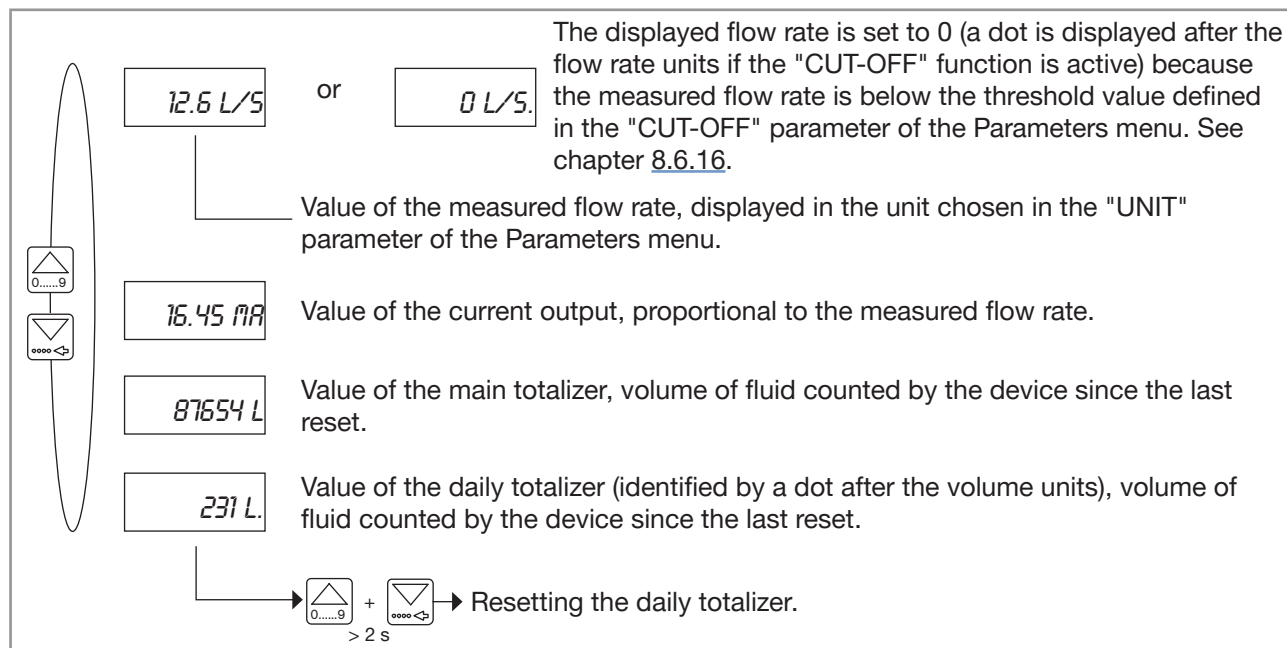 The displayed flow rate is set to 0 (a dot is displayed after the
flow rate units if the "CUT-OFF" function is active) because
the measured flow rate is below the threshold value defined
in the "CUT-OFF" parameter of the Parameters menu. See
chapter 8.6.16.
12.6 L/S
or
0 L/S.
Value of the measured flow rate, displayed in the unit chosen in the "UNIT"
parameter of the Parameters menu.
0......9
16.45 MA
Value of the current output, proportional to the measured flow rate.
87654 L
Value of the main totalizer, volume of fluid counted by the device since the last
reset.
231 L.
Value of the daily totalizer (identified by a dot after the volume units), volume of
fluid counted by the device since the last reset.
0......9
+
> 2 s
Resetting the daily totalizer.